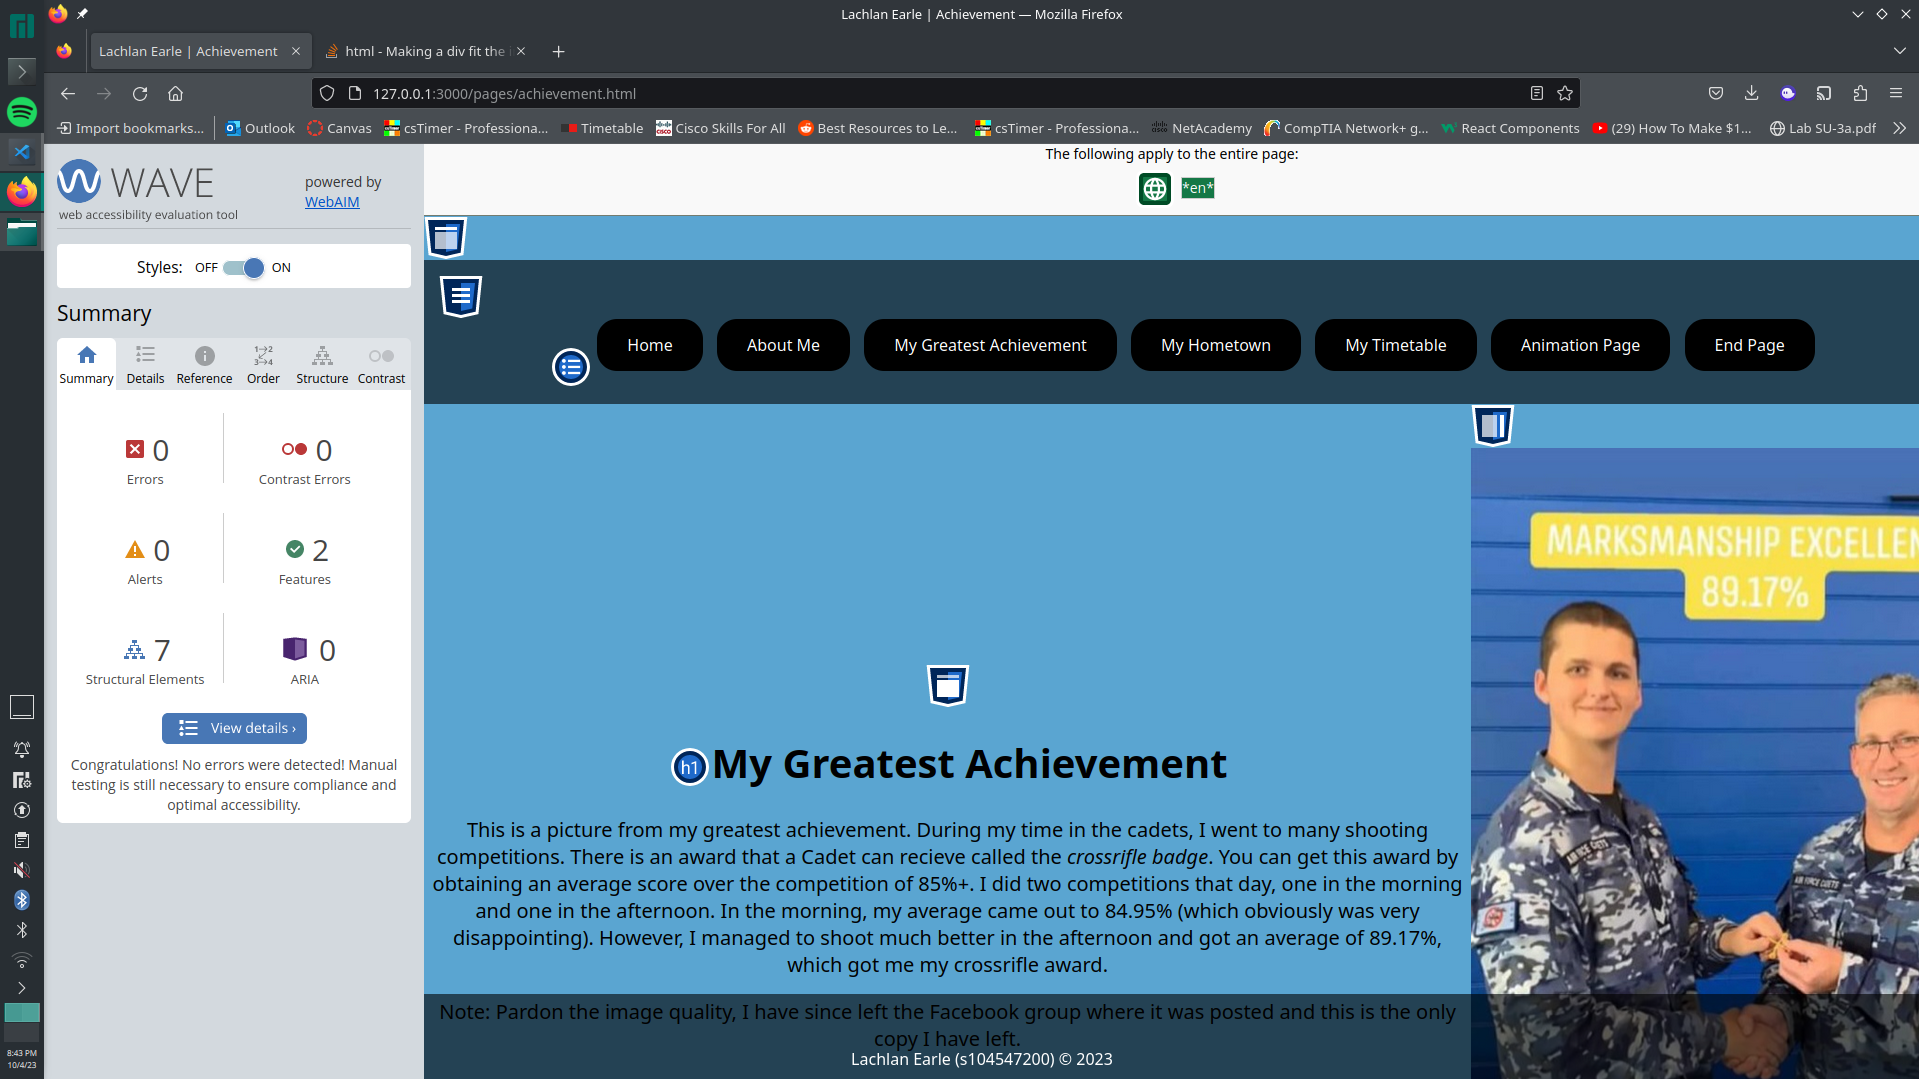 Lachlan Earle | Achievement — Mozilla Firefox
Lachlan Earle | Achievement
html - Making a div fit the
127.0.0.1:3000/pages/achievement.html
Import bookmarks...
Outlook
Canvas
csTimer - Professiona...
Timetable
Cisco Skills For All
Best Resources to Le...
csTimer - Professiona...
NetAcademy
CompTIA Network+ g...
React Components
(29) How To Make $1...
Lab SU-3a.pdf
WAVE
web accessibility evaluation tool
powered by
WebAIM
Styles: OFF ON
Summary
Summary Details Reference Order Structure Contrast
0 Errors
0 Contrast Errors
0 Alerts
2 Features
7 Structural Elements
0 ARIA
View details ›
Congratulations! No errors were detected! Manual
testing is still necessary to ensure compliance and
optimal accessibility.
The following apply to the entire page:
*en*
Home
About Me
My Greatest Achievement
My Hometown
My Timetable
Animation Page
End Page
h1 My Greatest Achievement
This is a picture from my greatest achievement. During my time in the cadets, I went to many shooting
competitions. There is an award that a Cadet can recieve called the crossrifle badge. You can get this award by
obtaining an average score over the competition of 85%+. I did two competitions that day, one in the morning
and one in the afternoon. In the morning, my average came out to 84.95% (which obviously was very
disappointing). However, I managed to shoot much better in the afternoon and got an average of 89.17%,
which got me my crossrifle award.
Note: Pardon the image quality, I have since left the Facebook group where it was posted and this is the only
copy I have left.
Lachlan Earle (s104547200) © 2023
MARKSMANSHIP EXCELLEN
89.17%
8:43 PM
10/4/23